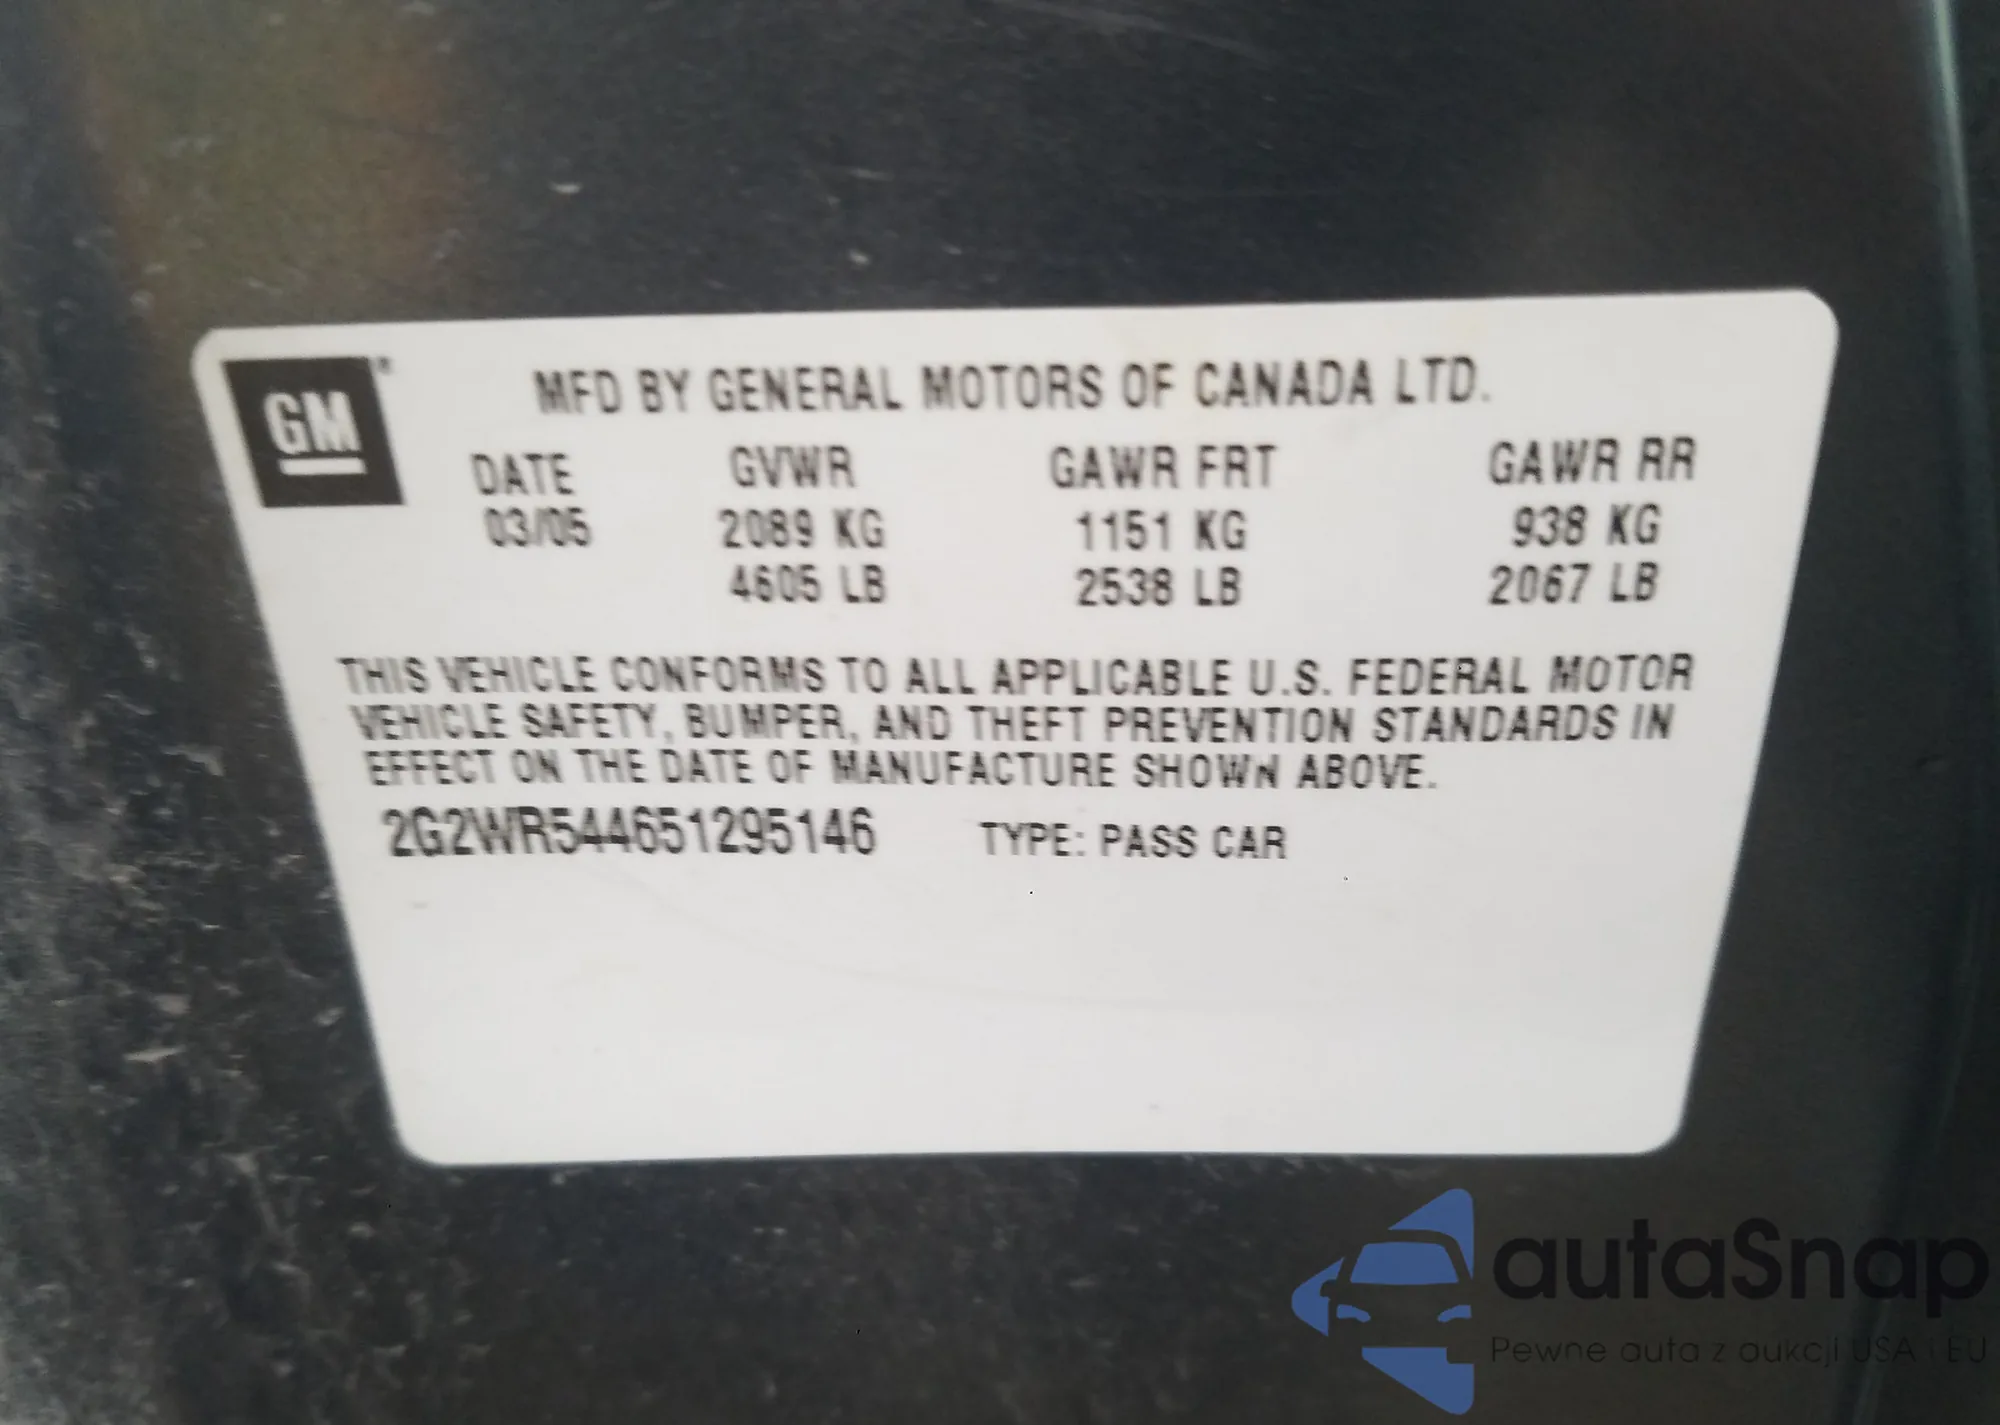 GM
MFD BY GENERAL MOTORS OF CANADA LTD.
DATE GVWR GAWR FRT GAWR RR
03/05 2089 KG 1151 KG 938 KG
4605 LB 2538 LB 2067 LB
THIS VEHICLE CONFORMS TO ALL APPLICABLE U.S. FEDERAL MOTOR
VEHICLE SAFETY, BUMPER, AND THEFT PREVENTION STANDARDS IN
EFFECT ON THE DATE OF MANUFACTURE SHOWN ABOVE.
2G2WR544651295146 TYPE: PASS CAR
autaSnap
Pewne auta z aukcji USA i EU